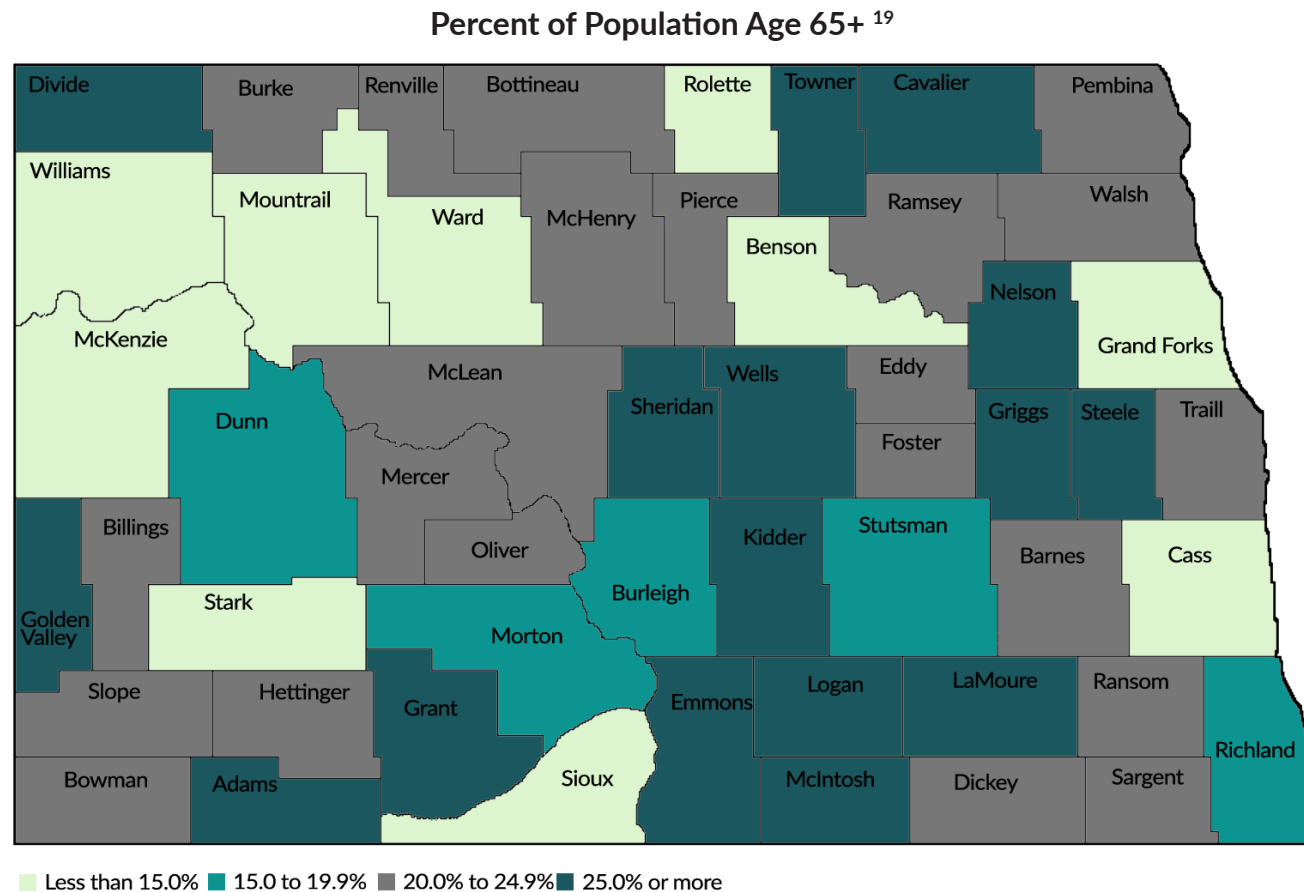 Percent of Population Age 65+ 19
Divide
Burke
Renville
Bottineau
Rolette
Towner
Cavalier
Pembina
Williams
Mountrail
Ward
McHenry
Pierce
Ramsey
Walsh
Benson
Nelson
McKenzie
Grand Forks
McLean
Wells
Eddy
Dunn
Sheridan
Griggs
Steele
Traill
Foster
Mercer
Billings
Oliver
Kidder
Stutsman
Barnes
Cass
Golden
Valley
Stark
Burleigh
Morton
Slope
Hettinger
Grant
Emmons
Logan
LaMoure
Ransom
Richland
Bowman
Adams
Sioux
McIntosh
Dickey
Sargent
Less than 15.0% 15.0 to 19.9% 20.0% to 24.9% 25.0% or more